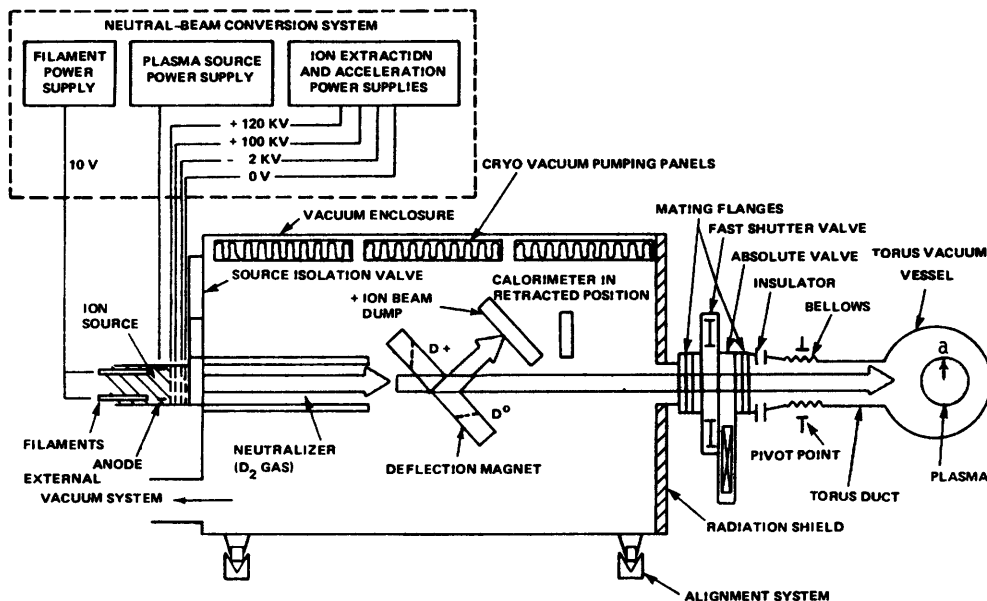 NEUTRAL-BEAM CONVERSION SYSTEM
FILAMENT
POWER
SUPPLY
PLASMA SOURCE
POWER SUPPLY
ION EXTRACTION
AND ACCELERATION
POWER SUPPLIES
+ 120 KV
+ 100 KV
- 2 KV
0 V
10 V
CRYO VACUUM PUMPING PANELS
VACUUM ENCLOSURE
MATING FLANGES
FAST SHUTTER VALVE
ABSOLUTE VALVE
TORUS VACUUM
VESSEL
INSULATOR
BELLOWS
SOURCE ISOLATION VALVE
CALORIMETER IN
RETRACTED POSITION
+ ION BEAM
DUMP
ION
SOURCE
D +
D°
a
FILAMENTS
ANODE
NEUTRALIZER
(D₂ GAS)
DEFLECTION MAGNET
PIVOT POINT
PLASMA
TORUS DUCT
EXTERNAL
VACUUM SYSTEM
RADIATION SHIELD
ALIGNMENT SYSTEM